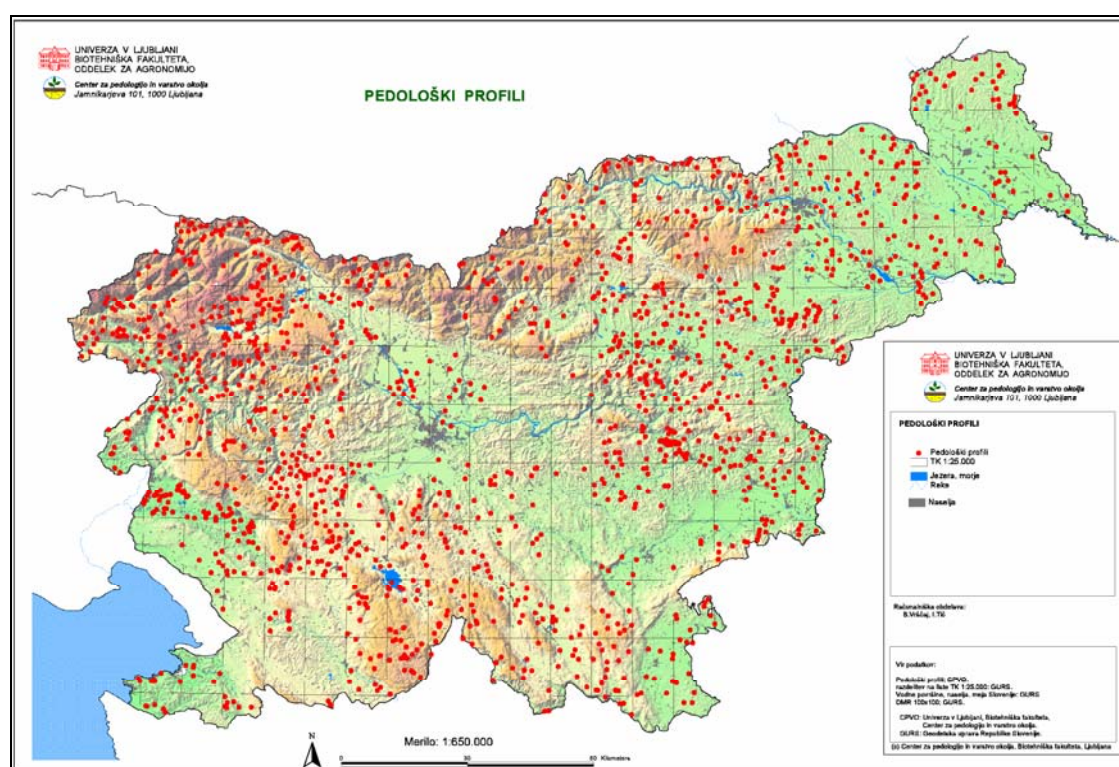 UNIVERZA V LJUBLJANI
BIOTEHNIŠKA FAKULTETA,
ODDELEK ZA AGRONOMIJO
Center za pedologijo in varstvo okolja
Jamnikarjeva 101, 1000 Ljubljana
PEDOLOŠKI PROFILI
UNIVERZA V LJUBLJANI
BIOTEHNIŠKA FAKULTETA,
ODDELEK ZA AGRONOMIJO
Center za pedologijo in varstvo okolja
Jamnikarjeva 101, 1000 Ljubljana
PEDOLOŠKI PROFILI
Pedološki profili
TK 1:25.000
Jezera, morje
Reke
Naselja
Računalniška obdelava:
B.Vrščaj, I.Tič
Vir podatkov:
Pedološki profili: CPVO.
razdelitev na liste TK 1:25.000: GURS.
Vodne površine, naselja, meja Slovenije: GURS
DMR 100x100; GURS.
CPVO: Univerza v Ljubljani, Biotehniška fakulteta,
Center za pedologijo in varstvo okolja.
GURS: Geodetska uprava Republike Slovenije.
(c) Center za pedologijo in varstvo okolja, Biotehniška fakulteta, Ljubljana
N
Merilo: 1:650.000
0 30 60 Kilometers